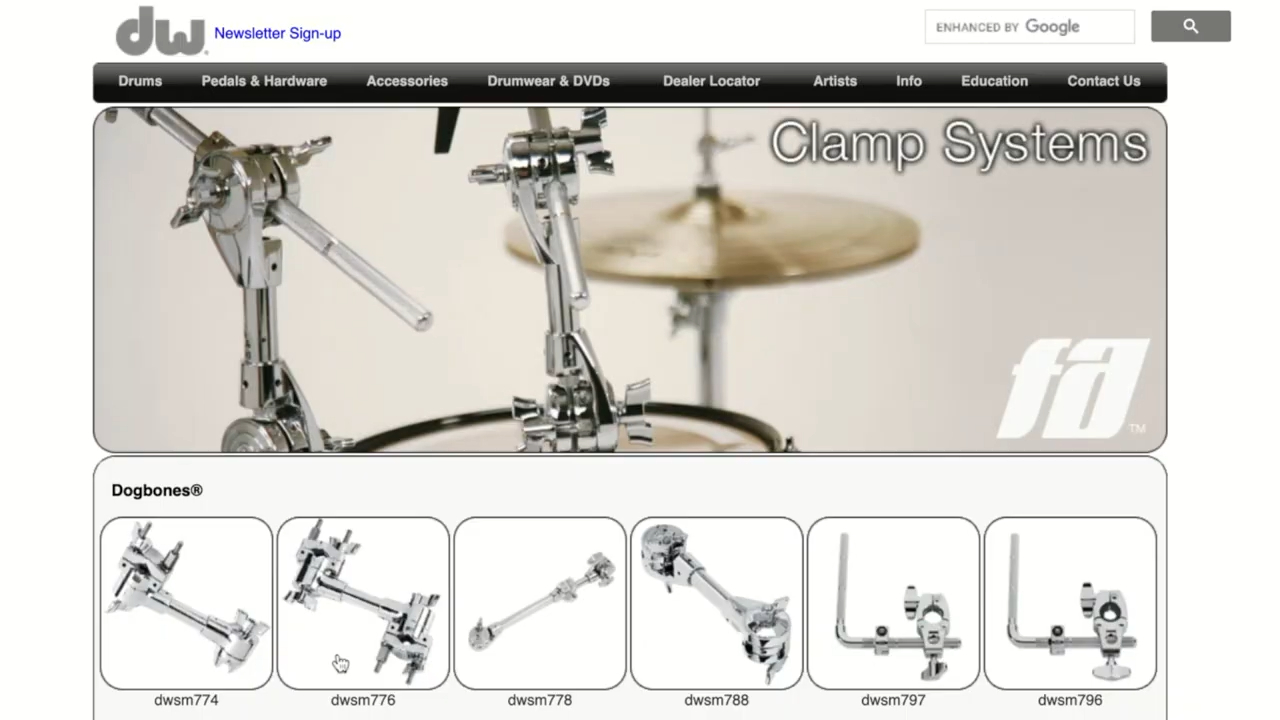 dw
Newsletter Sign-up
ENHANCED BY Google
Drums Pedals & Hardware Accessories Drumwear & DVDs Dealer Locator Artists Info Education Contact Us
Clamp Systems
fa TM
Dogbones®
dwsm774 dwsm776 dwsm778 dwsm788 dwsm797 dwsm796